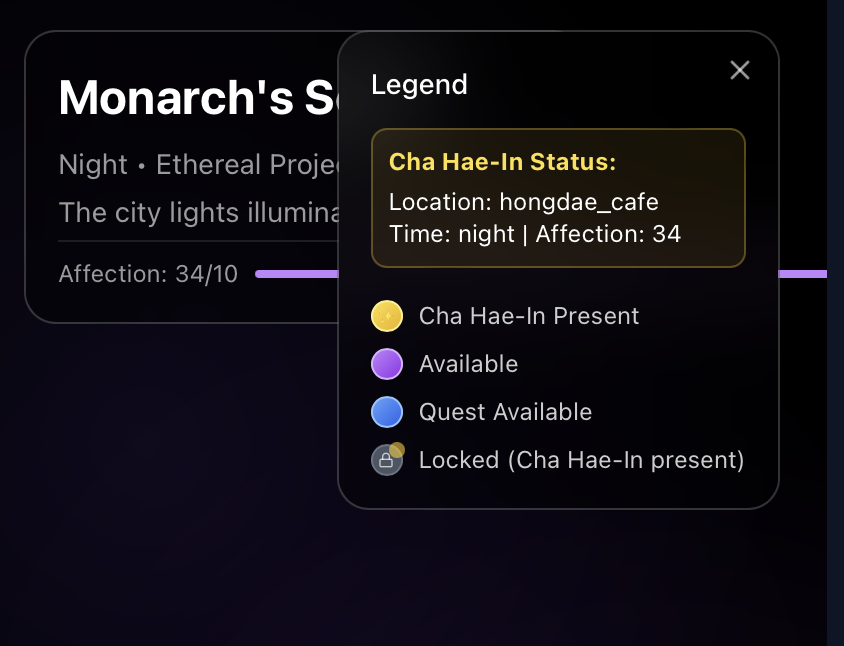 Monarch's
Night • Ethereal
The city lights
Affection: 34/10
Legend
Cha Hae-In Status:
Location: hongdae_cafe
Time: night | Affection: 34
Cha Hae-In Present
Available
Quest Available
Locked (Cha Hae-In present)